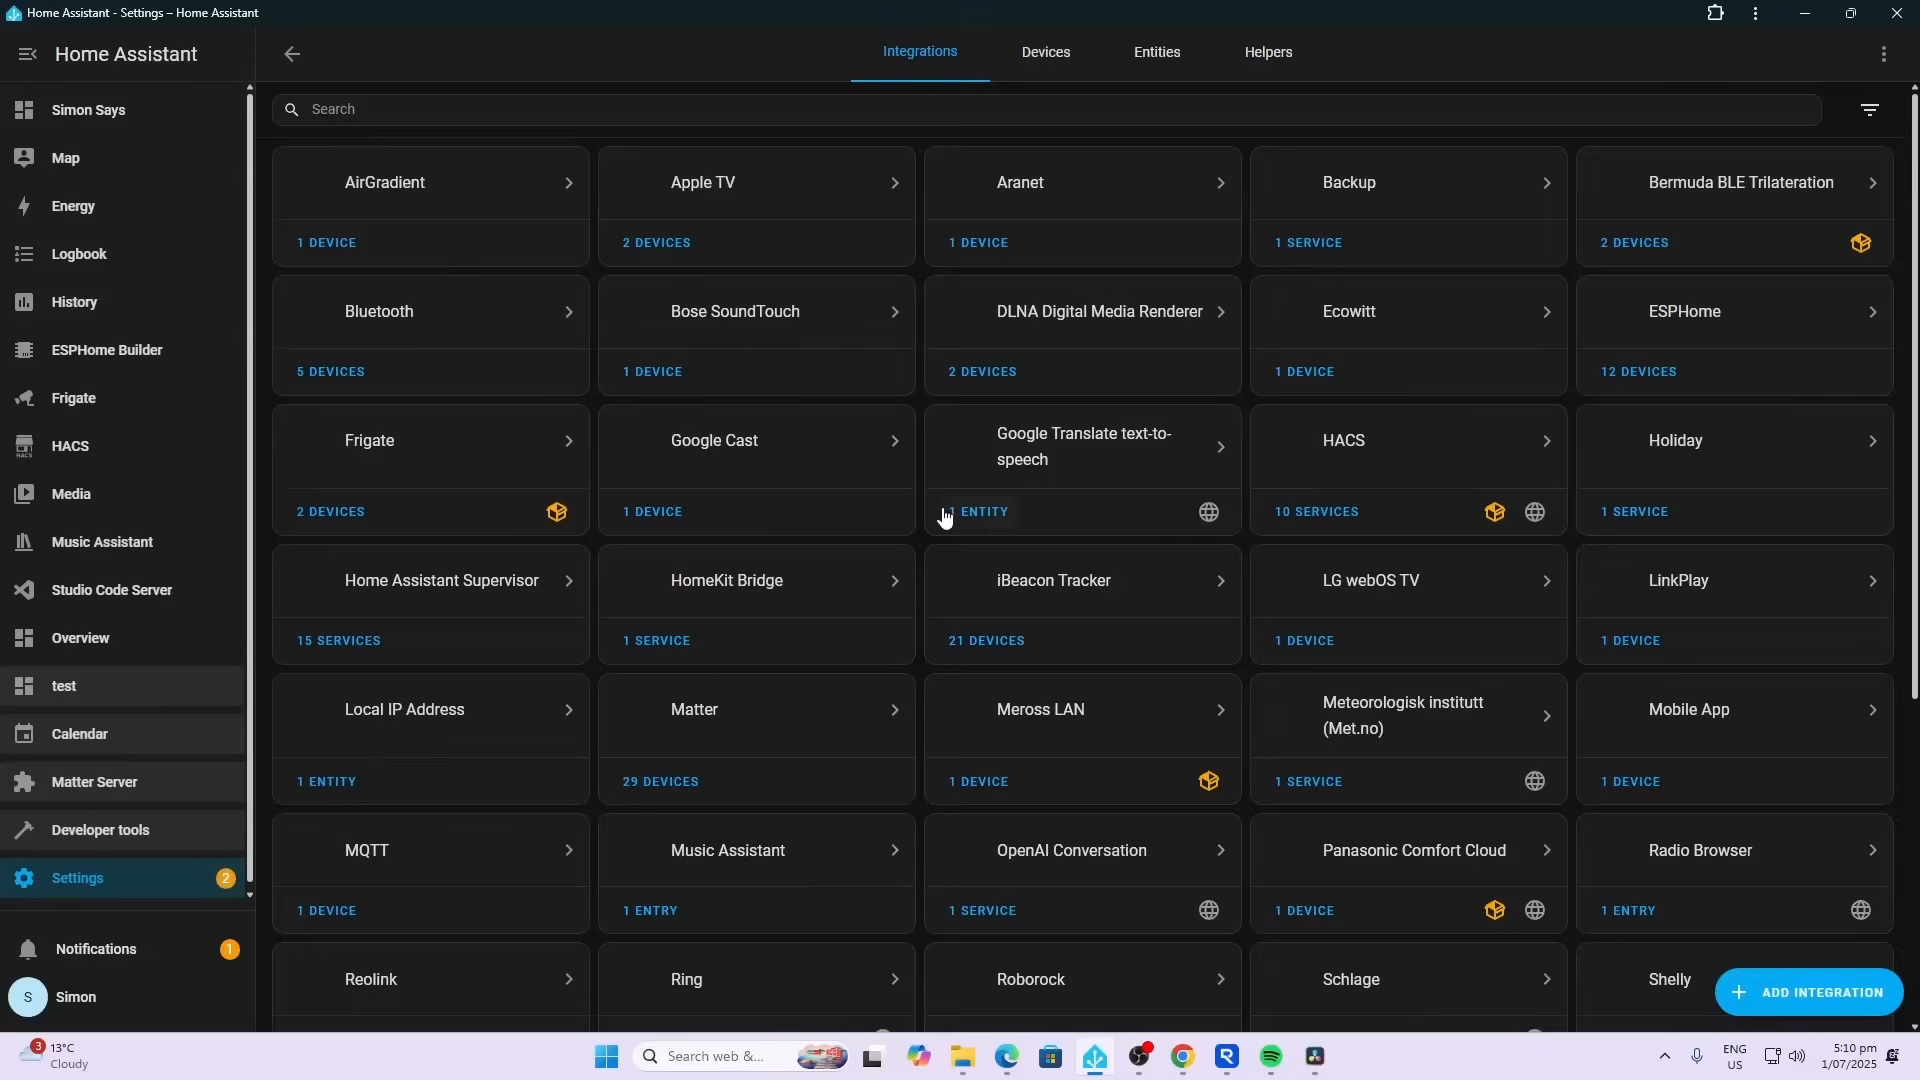 Home Assistant - Settings – Home Assistant
Home Assistant
Integrations
Devices
Entities
Helpers
Search
Simon Says
Map
Energy
Logbook
History
ESPHome Builder
Frigate
HACS
HACS
Media
Music Assistant
Studio Code Server
Overview
test
Calendar
Matter Server
Developer tools
Settings
2
Notifications
1
S
Simon
AirGradient
Apple TV
Aranet
Backup
Bermuda BLE Trilateration
1 DEVICE
2 DEVICES
1 DEVICE
1 SERVICE
2 DEVICES
Bluetooth
Bose SoundTouch
DLNA Digital Media Renderer
Ecowitt
ESPHome
5 DEVICES
1 DEVICE
2 DEVICES
1 DEVICE
12 DEVICES
Frigate
Google Cast
Google Translate text-to-
speech
HACS
Holiday
2 DEVICES
1 DEVICE
1 ENTITY
10 SERVICES
1 SERVICE
Home Assistant Supervisor
HomeKit Bridge
iBeacon Tracker
LG webOS TV
LinkPlay
15 SERVICES
1 SERVICE
21 DEVICES
1 DEVICE
1 DEVICE
Local IP Address
Matter
Meross LAN
Meteorologisk institutt
(Met.no)
Mobile App
1 ENTITY
29 DEVICES
1 DEVICE
1 SERVICE
1 DEVICE
MQTT
Music Assistant
OpenAI Conversation
Panasonic Comfort Cloud
Radio Browser
1 DEVICE
1 ENTRY
1 SERVICE
1 DEVICE
1 ENTRY
Reolink
Ring
Roborock
Schlage
Shelly
ADD INTEGRATION
3
13°C
Cloudy
Search web &...
ENG
US
5:10 pm
1/07/2025